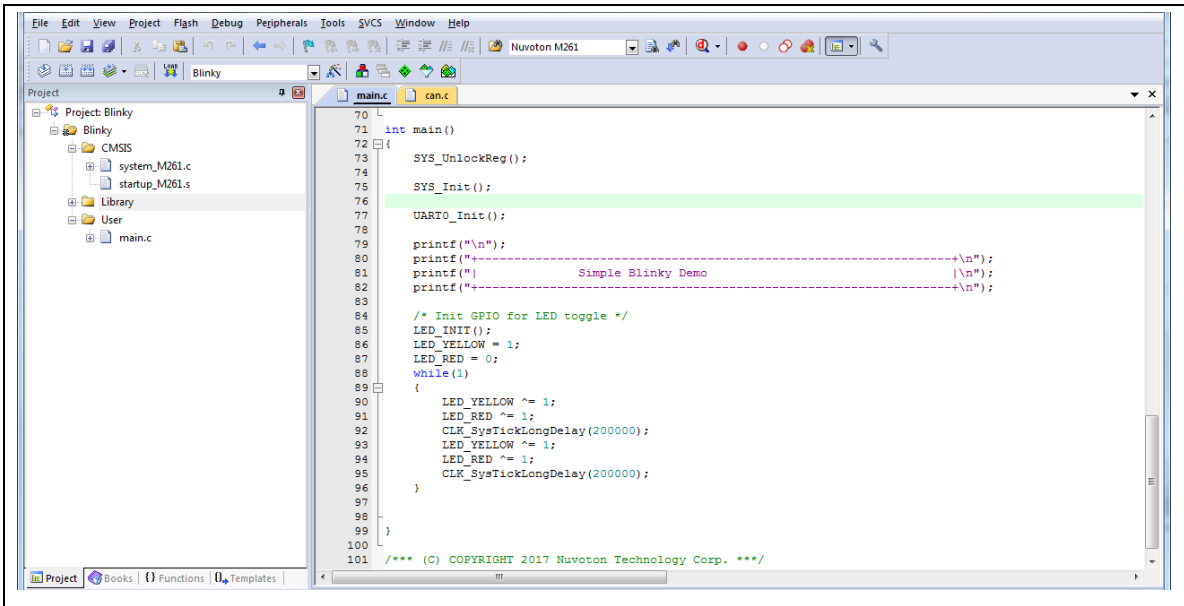 File Edit View Project Flash Debug Peripherals Tools SVCS Window Help
Nuvoton M261
LOAD Blinky
Project
main.c can.c
Project: Blinky
Blinky
CMSIS
system_M261.c
startup_M261.s
Library
User
main.c
70
71 int main()
72 {
73 SYS_UnlockReg();
74
75 SYS_Init();
76
77 UART0_Init();
78
79 printf("\n");
80 printf("+-----------------------------------------------------------------+\n");
81 printf("| Simple Blinky Demo |\n");
82 printf("+-----------------------------------------------------------------+\n");
83
84 /* Init GPIO for LED toggle */
85 LED_INIT();
86 LED_YELLOW = 1;
87 LED_RED = 0;
88 while(1)
89 {
90 LED_YELLOW ^= 1;
91 LED_RED ^= 1;
92 CLK_SysTickLongDelay(200000);
93 LED_YELLOW ^= 1;
94 LED_RED ^= 1;
95 CLK_SysTickLongDelay(200000);
96 }
97
98
99 }
100
101 /*** (C) COPYRIGHT 2017 Nuvoton Technology Corp. ***/
Project Books {} Functions 0 Templates